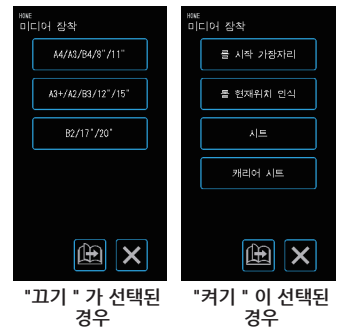 HOME
미디어 장착
A4/A3/B4/8"/11"
A3+/A2/B3/12"/15"
B2/17"/20"
"끄기 " 가 선택된
경우
HOME
미디어 장착
롤 시작 가장자리
롤 현재위치 인식
시트
캐리어 시트
"켜기 " 이 선택된
경우